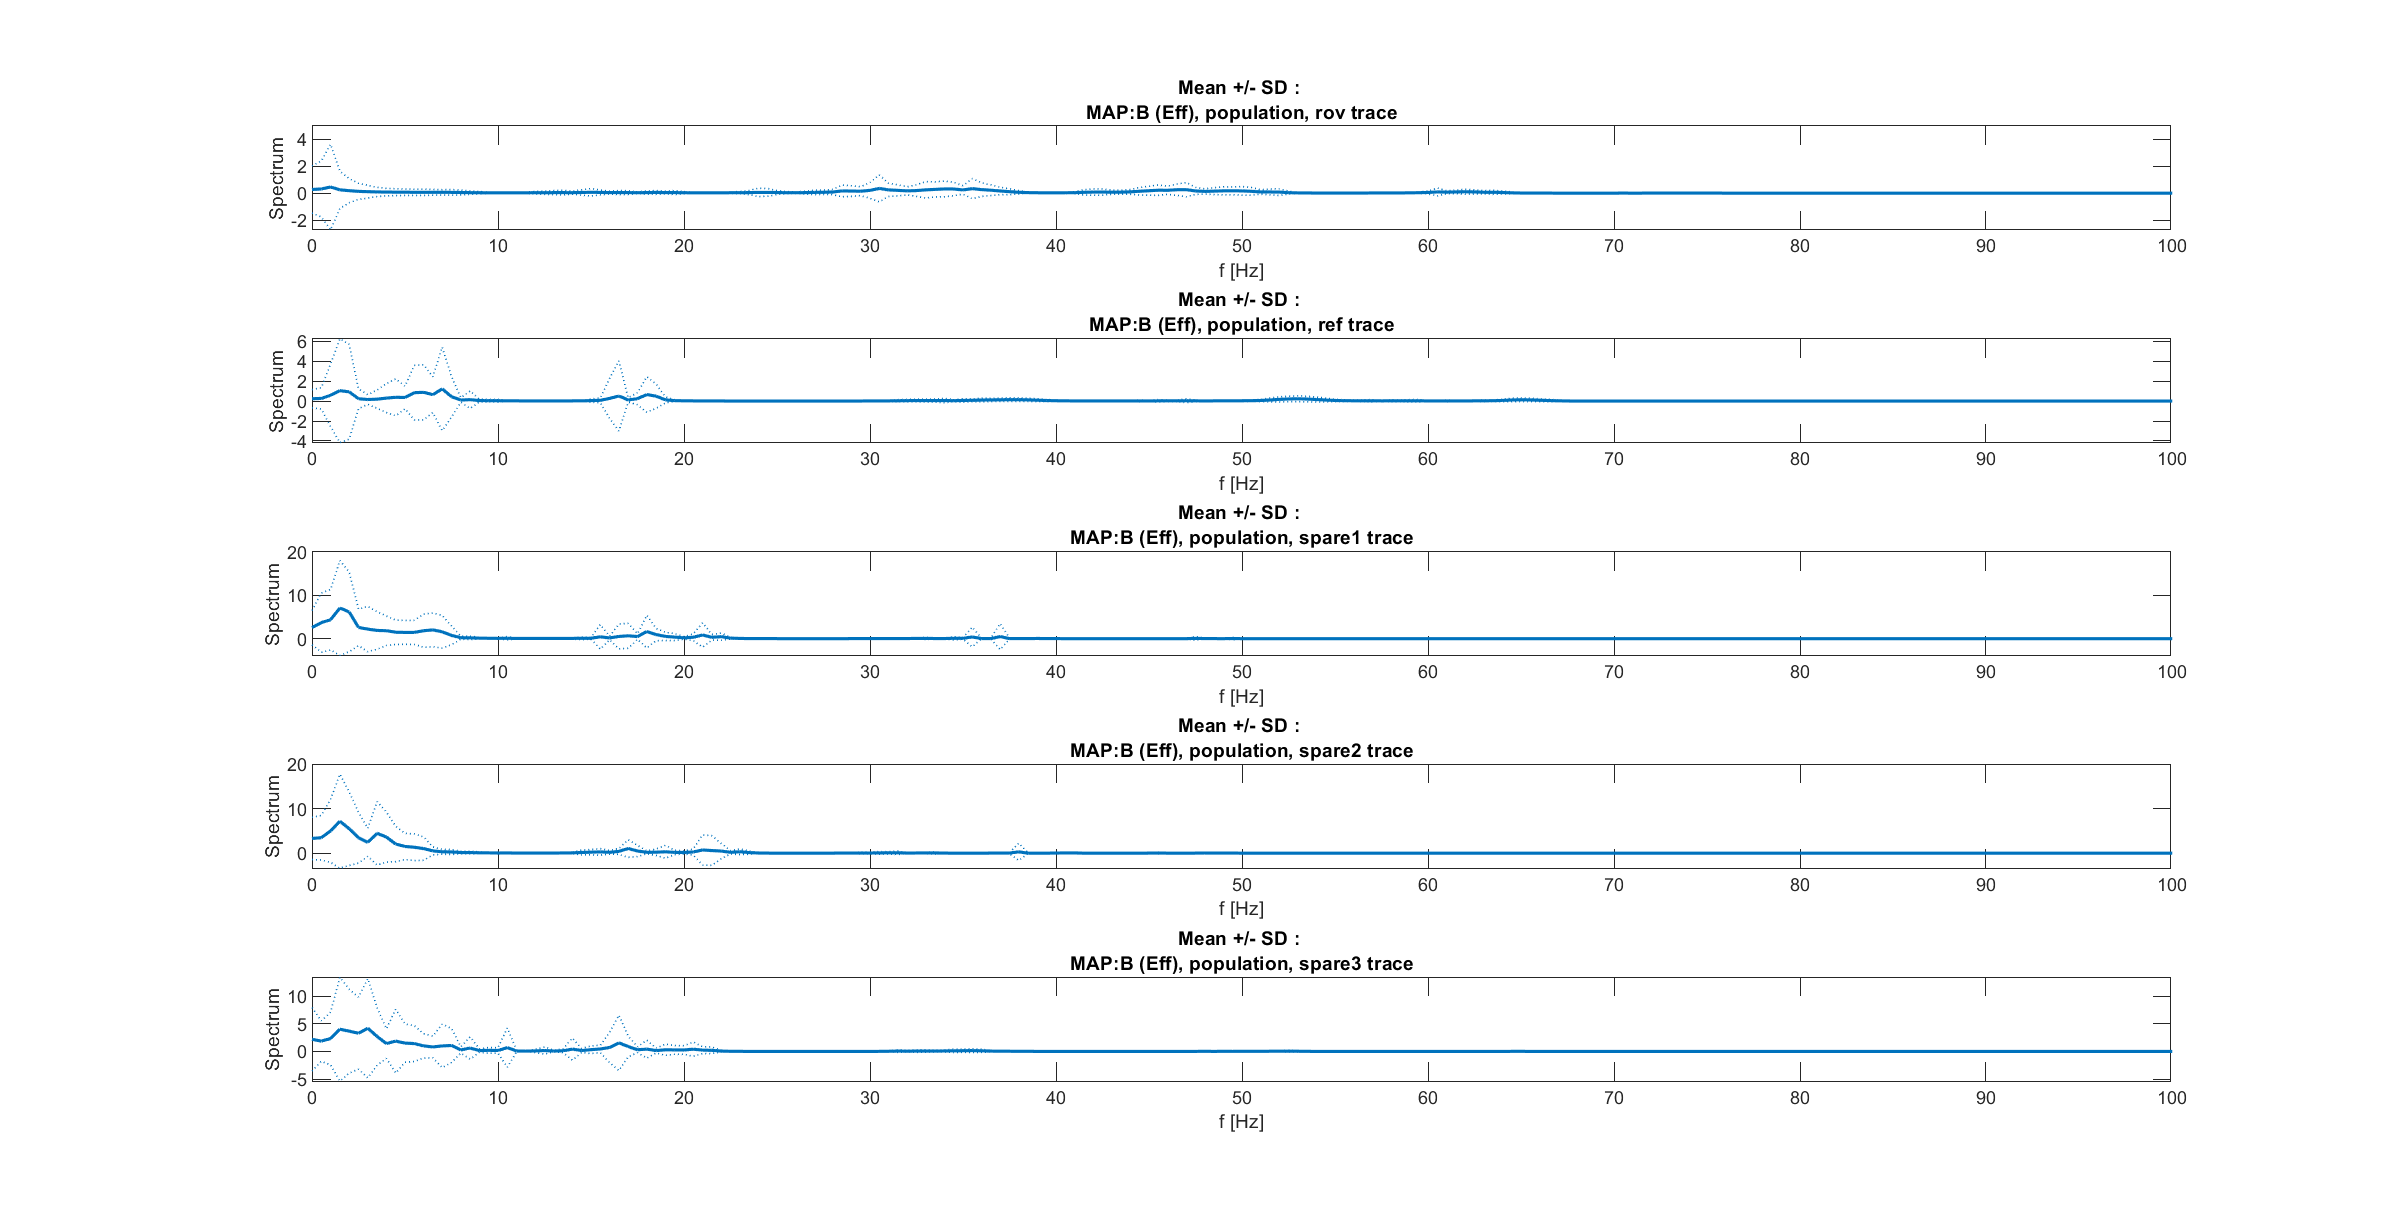 Mean +/- SD :
MAP:B (Eff), population, rov trace
Spectrum
4
2
0
-2
0 10 20 30 40 50 60 70 80 90 100
f [Hz]
Mean +/- SD :
MAP:B (Eff), population, ref trace
Spectrum
6
4
2
0
-2
-4
0 10 20 30 40 50 60 70 80 90 100
f [Hz]
Mean +/- SD :
MAP:B (Eff), population, spare1 trace
Spectrum
20
10
0
0 10 20 30 40 50 60 70 80 90 100
f [Hz]
Mean +/- SD :
MAP:B (Eff), population, spare2 trace
Spectrum
20
10
0
0 10 20 30 40 50 60 70 80 90 100
f [Hz]
Mean +/- SD :
MAP:B (Eff), population, spare3 trace
Spectrum
10
5
0
-5
0 10 20 30 40 50 60 70 80 90 100
f [Hz]